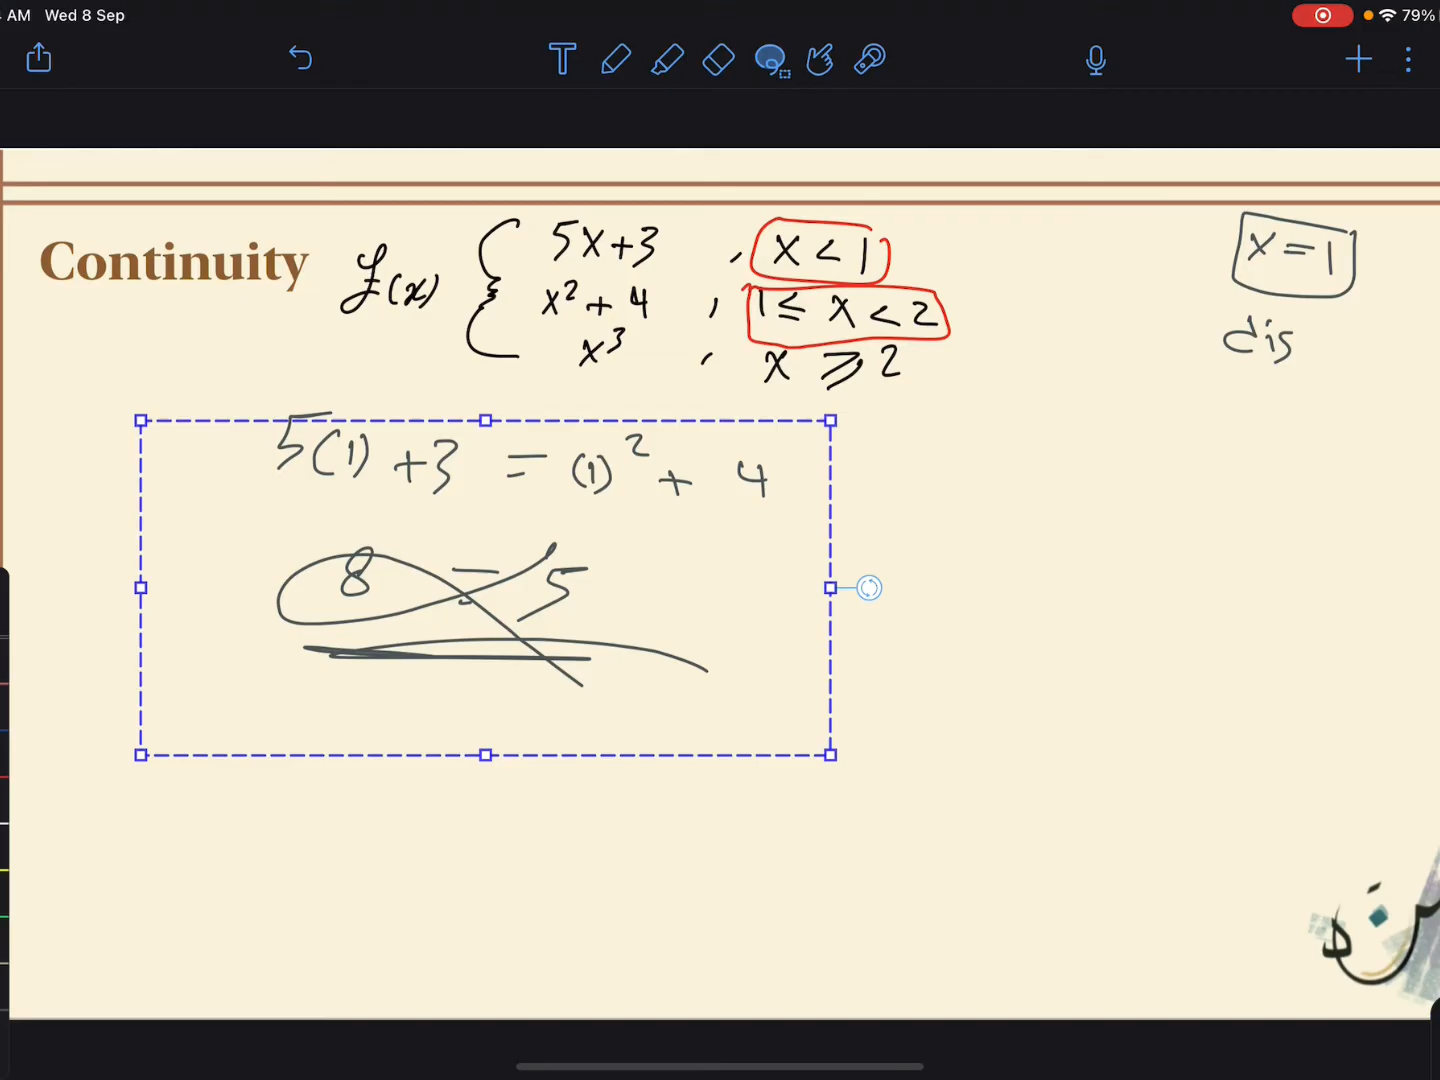 AM Wed 8 Sep 79%
T
Continuity
f(x) { 5x+3 , x < 1
x² + 4 , 1 ≤ x < 2
x³ , x ⩾ 2
x = 1
dis
5(1) + 3 = (1)² + 4
8 = 5